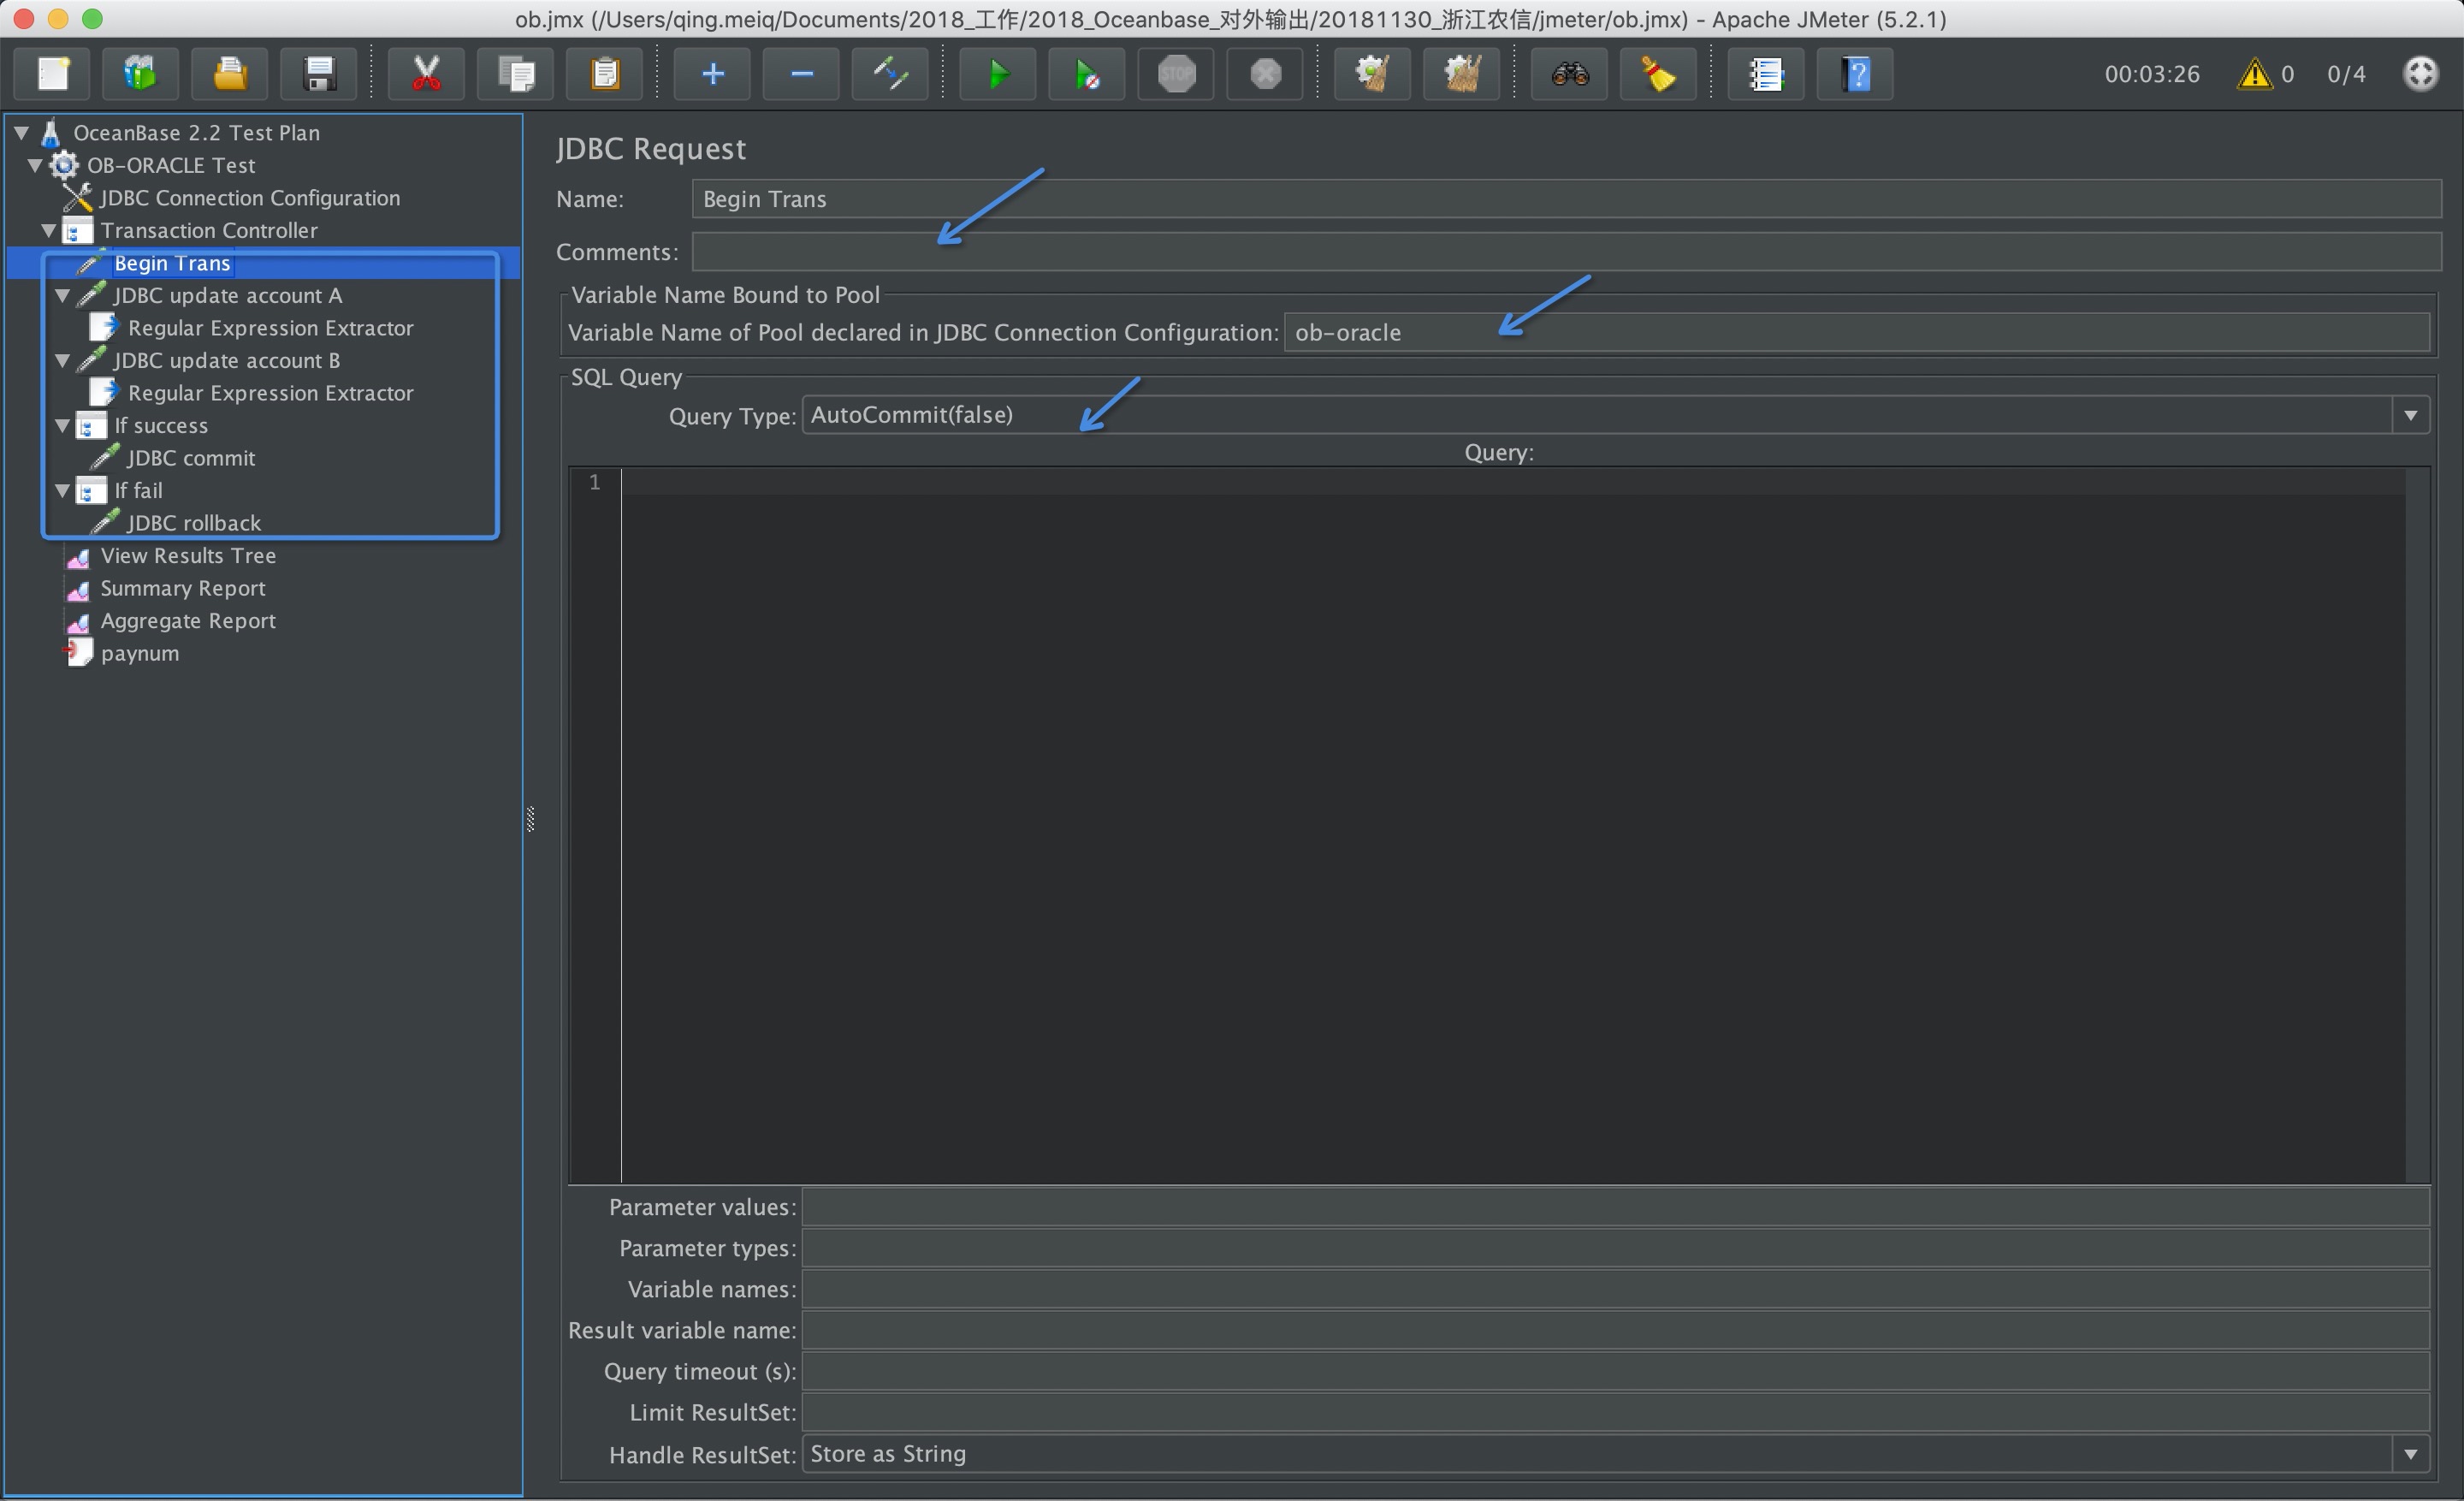 ob.jmx (/Users/qing.meiq/Documents/2018_工作/2018_Oceanbase_对外输出/20181130_浙江农信/jmeter/ob.jmx) - Apache JMeter (5.2.1)
STOP
00:03:26
0
0/4
OceanBase 2.2 Test Plan
OB-ORACLE Test
JDBC Connection Configuration
Transaction Controller
Begin Trans
JDBC update account A
Regular Expression Extractor
JDBC update account B
Regular Expression Extractor
If success
JDBC commit
If fail
JDBC rollback
View Results Tree
Summary Report
Aggregate Report
paynum
JDBC Request
Name: Begin Trans
Comments:
Variable Name Bound to Pool
Variable Name of Pool declared in JDBC Connection Configuration: ob-oracle
SQL Query
Query Type: AutoCommit(false)
Query:
1
Parameter values:
Parameter types:
Variable names:
Result variable name:
Query timeout (s):
Limit ResultSet:
Handle ResultSet: Store as String